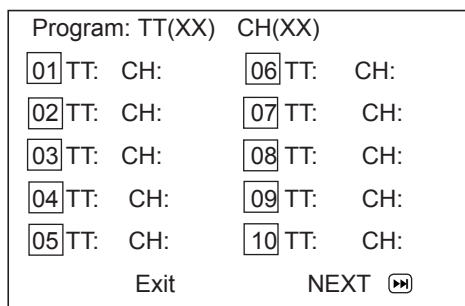 Program: TT(XX) CH(XX)
01 TT: CH: 06 TT: CH:
02 TT: CH: 07 TT: CH:
03 TT: CH: 08 TT: CH:
04 TT: CH: 09 TT: CH:
05 TT: CH: 10 TT: CH:
Exit NEXT